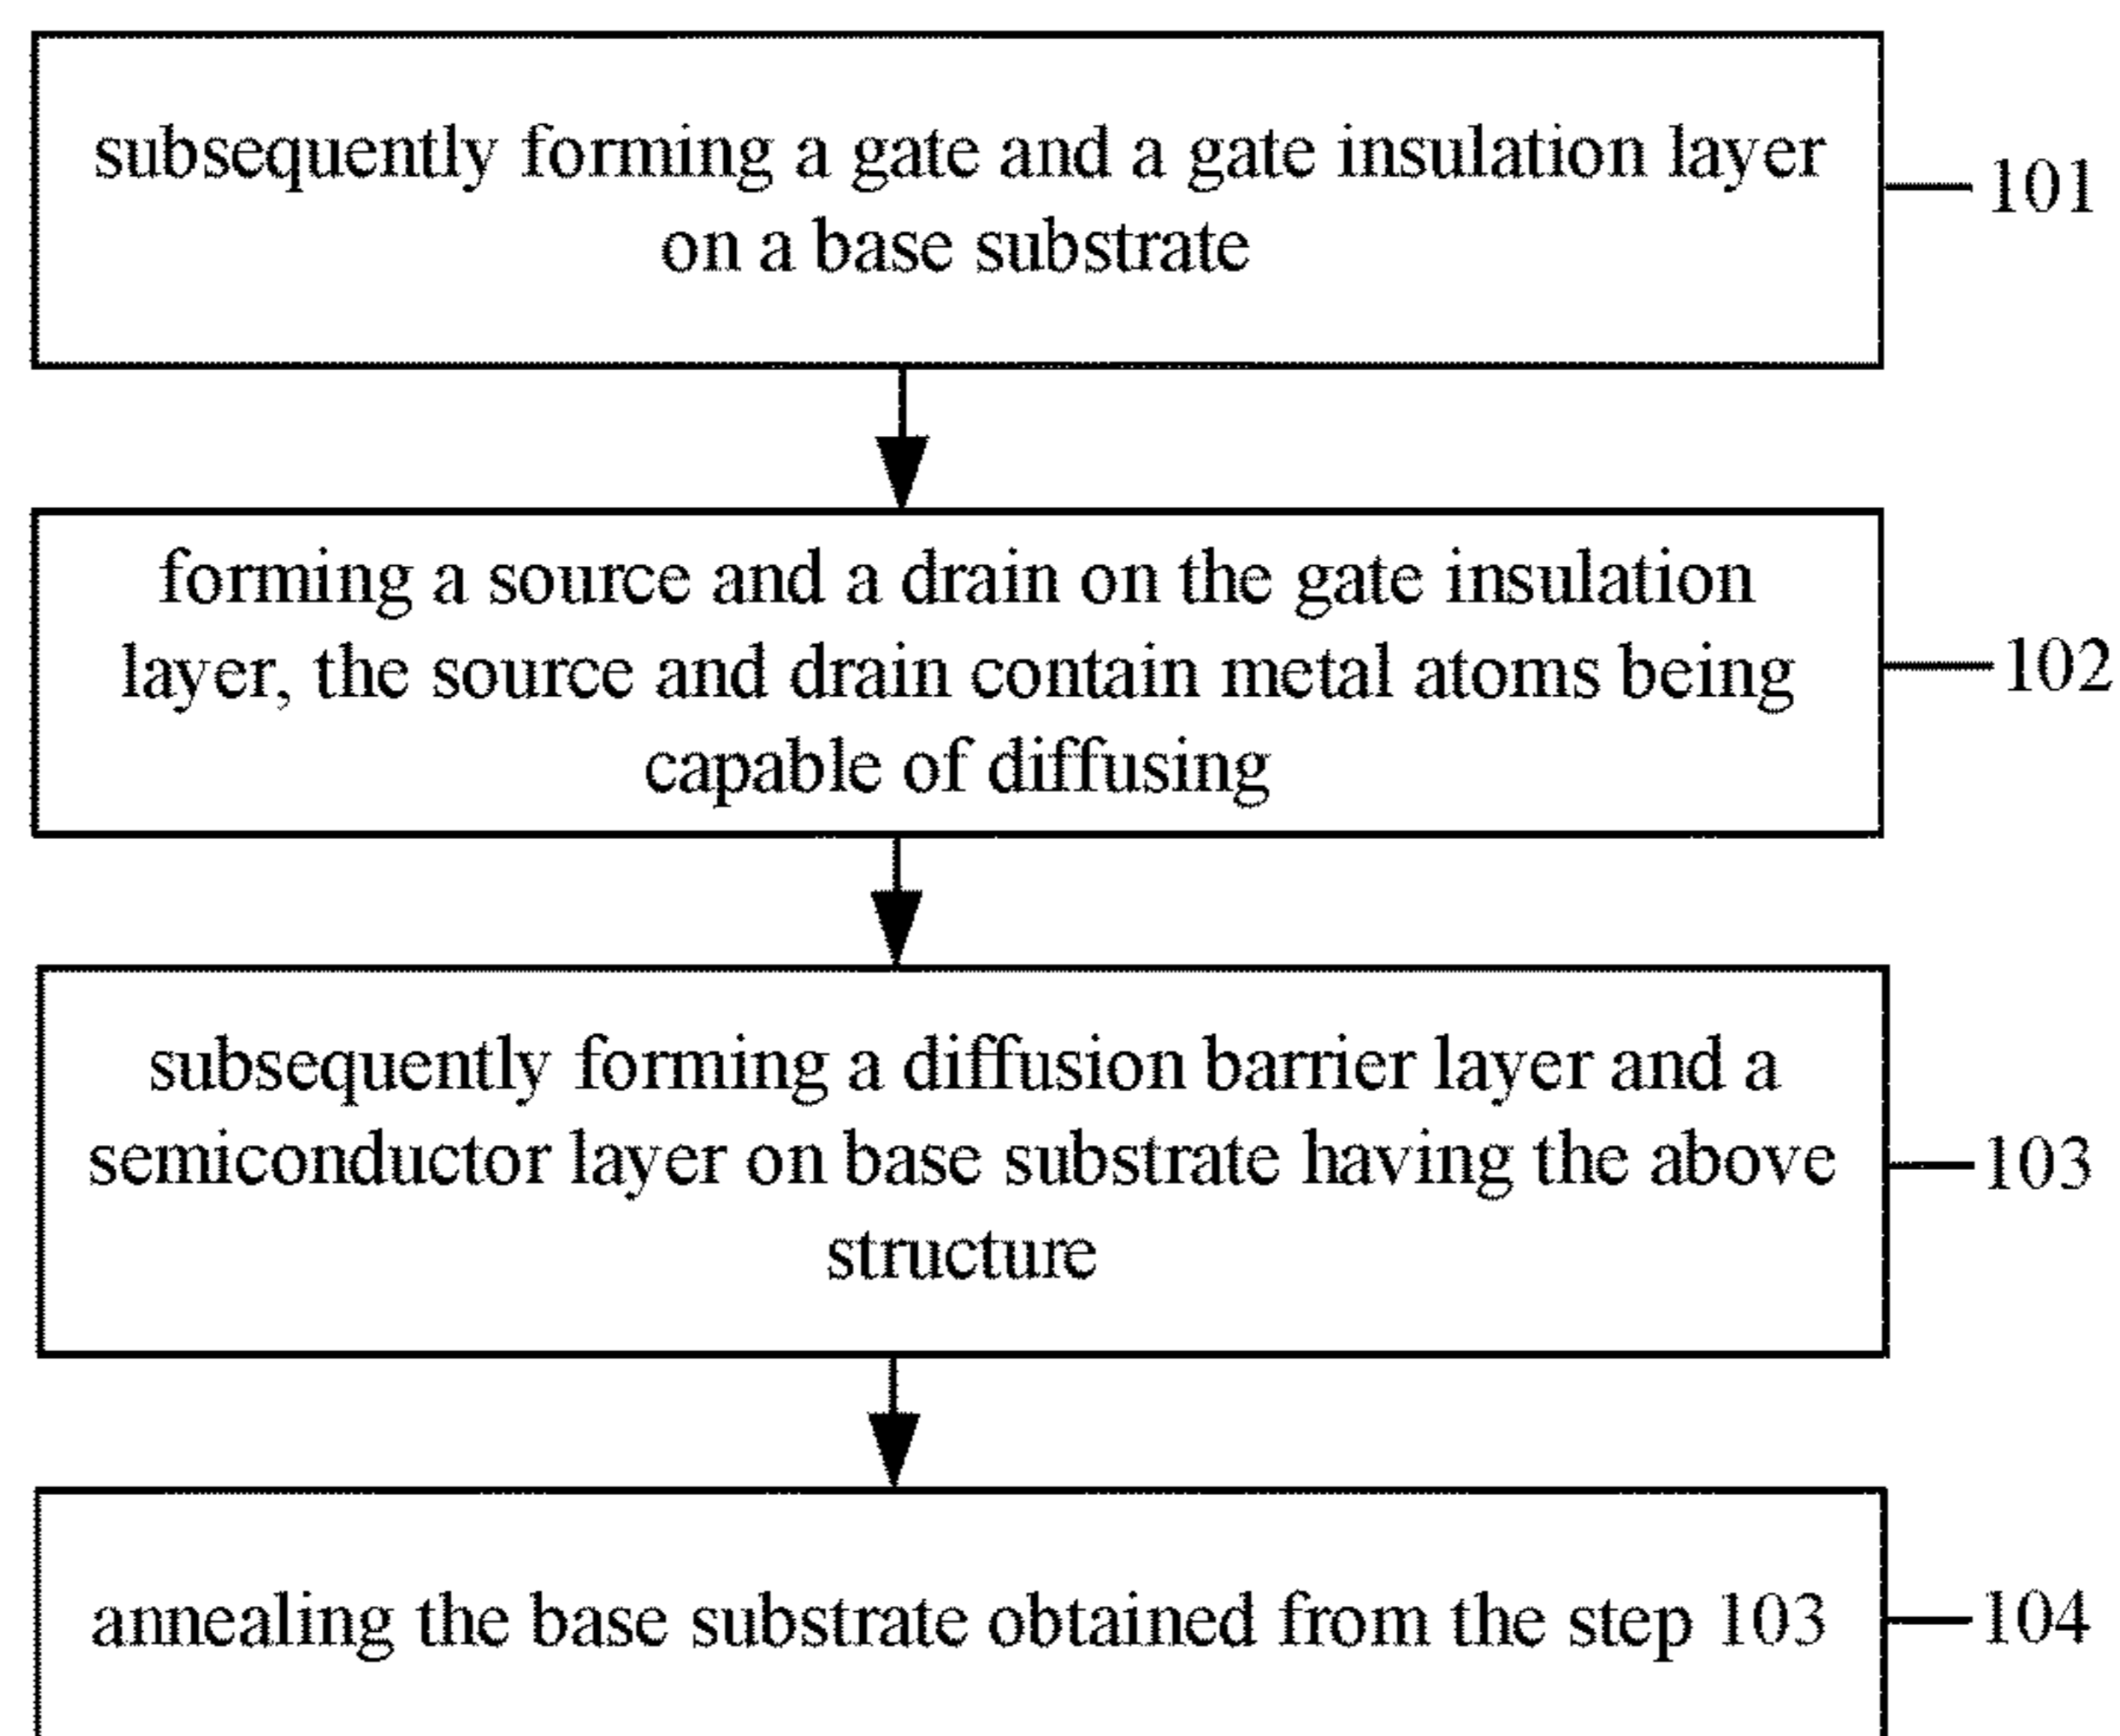 subsequently forming a gate and a gate insulation layer
on a base substrate
101
forming a source and a drain on the gate insulation
layer, the source and drain contain metal atoms being
capable of diffusing
102
subsequently forming a diffusion barrier layer and a
semiconductor layer on base substrate having the above
structure
103
annealing the base substrate obtained from the step 103
104